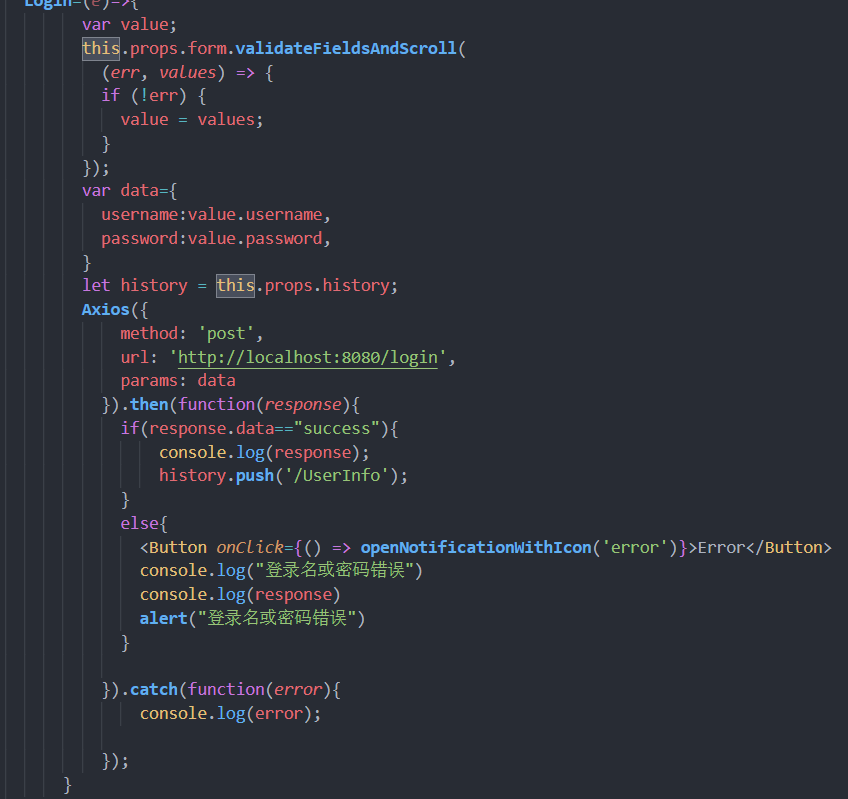 Login=(e)=>{
var value;
this.props.form.validateFieldsAndScroll(
(err, values) => {
if (!err) {
value = values;
}
});
var data={
username:value.username,
password:value.password,
}
let history = this.props.history;
Axios({
method: 'post',
url: 'http://localhost:8080/login',
params: data
}).then(function(response){
if(response.data=="success"){
console.log(response);
history.push('/UserInfo');
}
else{
<Button onClick={() => openNotificationWithIcon('error')}>Error</Button>
console.log("登录名或密码错误")
console.log(response)
alert("登录名或密码错误")
}
}).catch(function(error){
console.log(error);
});
}